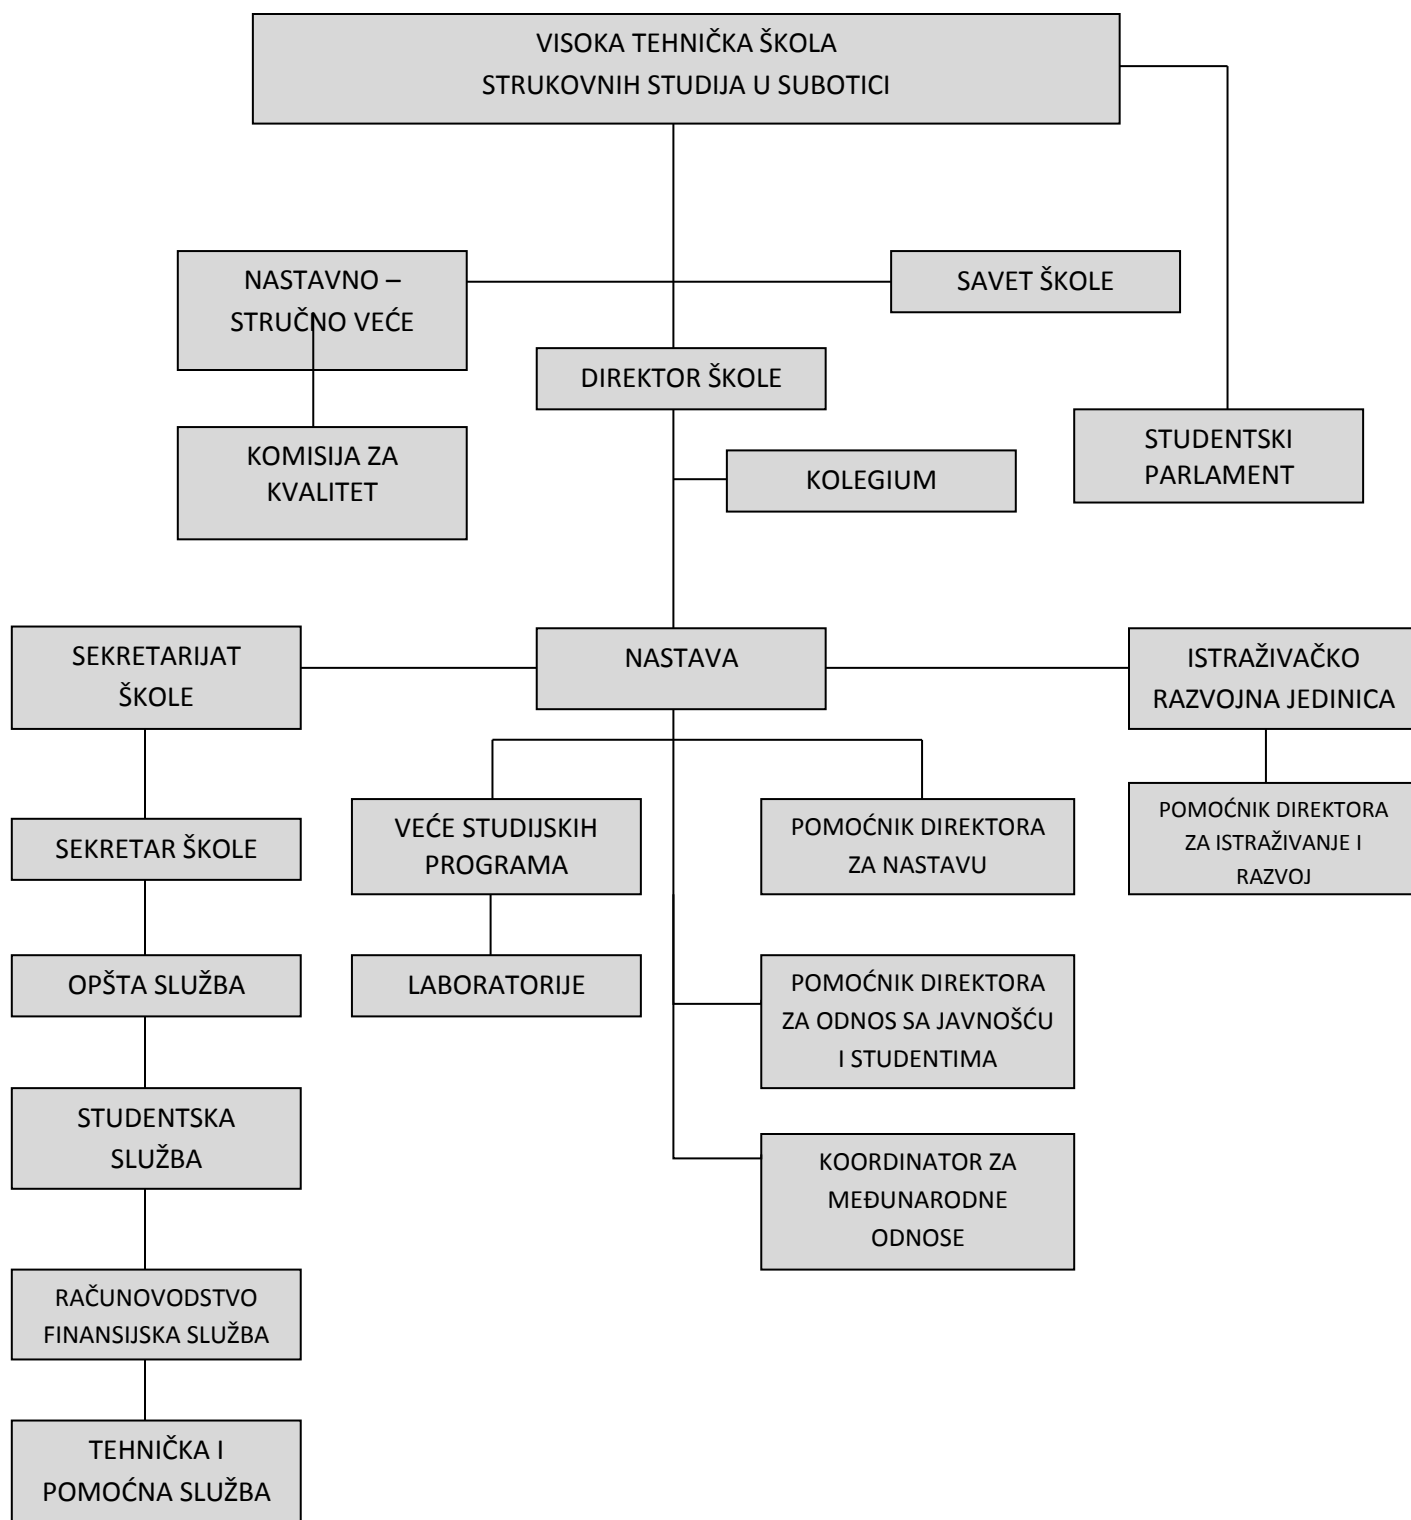 VISOKA TEHNIČKA ŠKOLA
STRUKOVNIH STUDIJA U SUBOTICI
NASTAVNO –
STRUČNO VEĆE
SAVET ŠKOLE
DIREKTOR ŠKOLE
KOMISIJA ZA
KVALITET
KOLEGIUM
STUDENTSKI
PARLAMENT
SEKRETARIJAT
ŠKOLE
NASTAVA
ISTRAŽIVAČKO
RAZVOJNA JEDINICA
SEKRETAR ŠKOLE
VEĆE STUDIJSKIH
PROGRAMA
POMOĆNIK DIREKTORA
ZA NASTAVU
POMOĆNIK DIREKTORA
ZA ISTRAŽIVANJE I
RAZVOJ
OPŠTA SLUŽBA
LABORATORIJE
POMOĆNIK DIREKTORA
ZA ODNOS SA JAVNOŠĆU
I STUDENTIMA
STUDENTSKA
SLUŽBA
KOORDINATOR ZA
MEĐUNARODNE
ODNOSE
RAČUNOVODSTVO
FINANSIJSKA SLUŽBA
TEHNIČKA I
POMOĆNA SLUŽBA